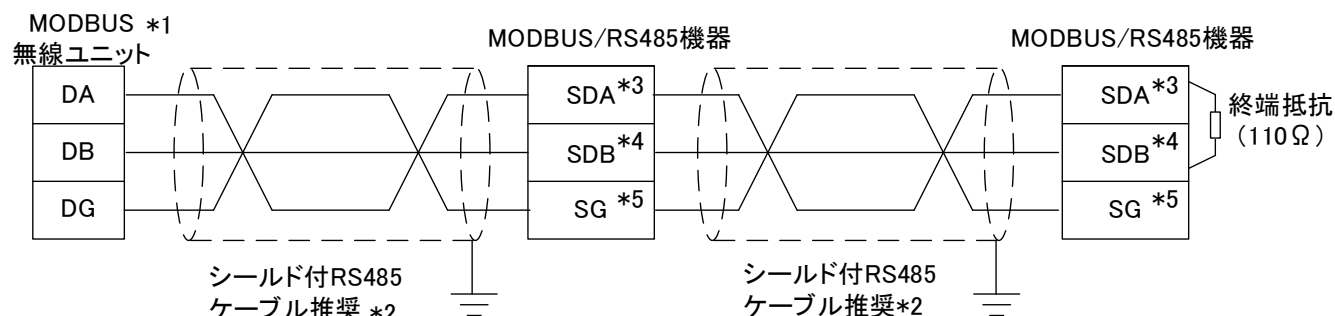 MODBUS *1
無線ユニット
MODBUS/RS485機器
MODBUS/RS485機器
DA
DB
DG
SDA*3
SDB*4
SG *5
SDA*3
SDB*4
SG *5
終端抵抗
(110Ω)
シールド付RS485
ケーブル推奨 *2
シールド付RS485
ケーブル推奨*2